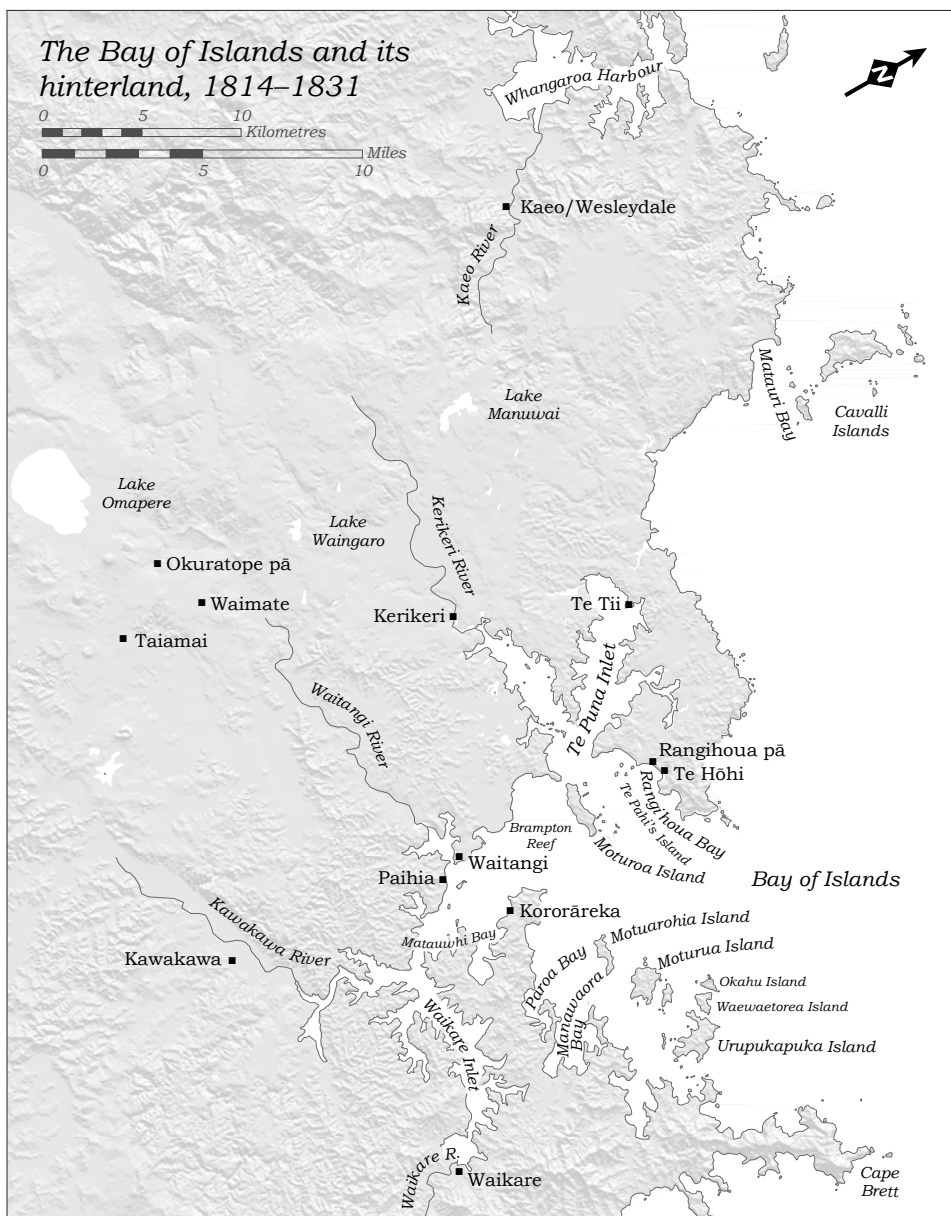 The Bay of Islands and its
hinterland, 1814–1831
0 5 10
Kilometres
Miles
0 5 10
N
Whangaroa Harbour
Kaeo/Wesleydale
Kaeo River
Matauri Bay
Cavalli
Islands
Lake
Manuwai
Lake
Omapere
Lake
Waingaro
Kerikeri River
Okuratope pā
Waimate
Taiamai
Kerikeri
Te Tii
Te Puna Inlet
Waitangi River
Rangihoua pā
Te Hōhi
Rangihoua Bay
Te Pahi's Island
Moturoa Island
Brampton
Reef
Waitangi
Paihia
Bay of Islands
Kororāreka
Matauwhi Bay
Kawakawa River
Kawakawa
Motuarohia Island
Moturua Island
Paroa Bay
Manawaora
Bay
Okahu Island
Waewaetorea Island
Urupukapuka Island
Waikare Inlet
Waikare R.
Waikare
Cape
Brett